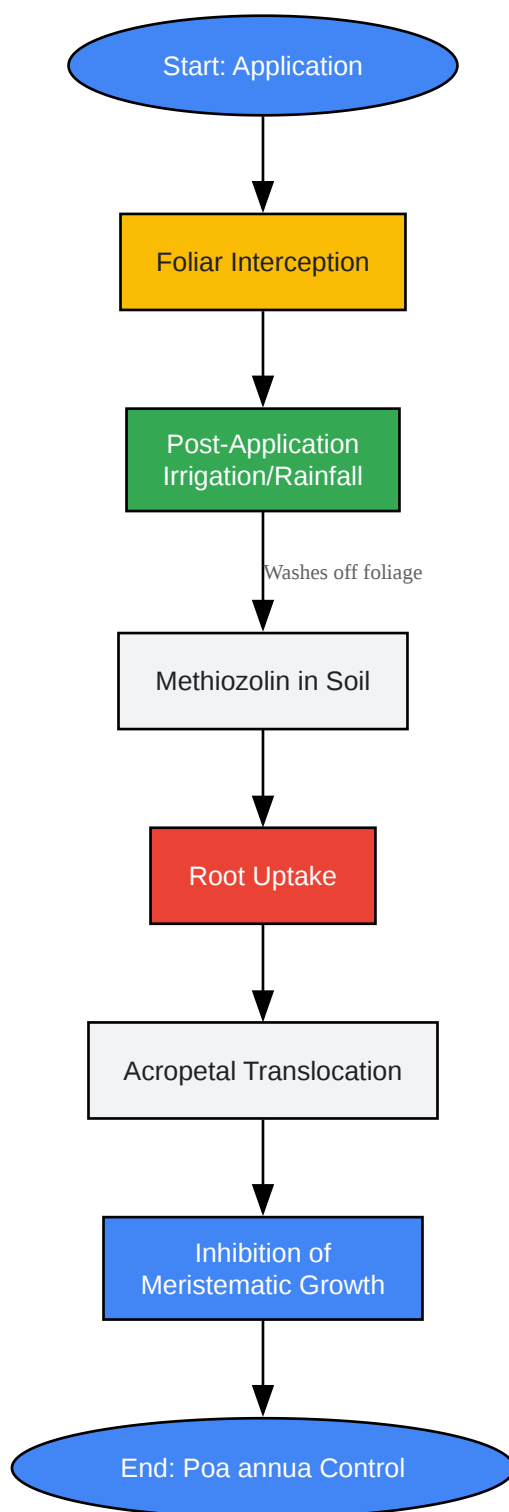 Start: Application
Foliar Interception
Post-Application
Irrigation/Rainfall
Washes off foliage
Methiozolin in Soil
Root Uptake
Acropetal Translocation
Inhibition of
Meristematic Growth
End: Poa annua Control